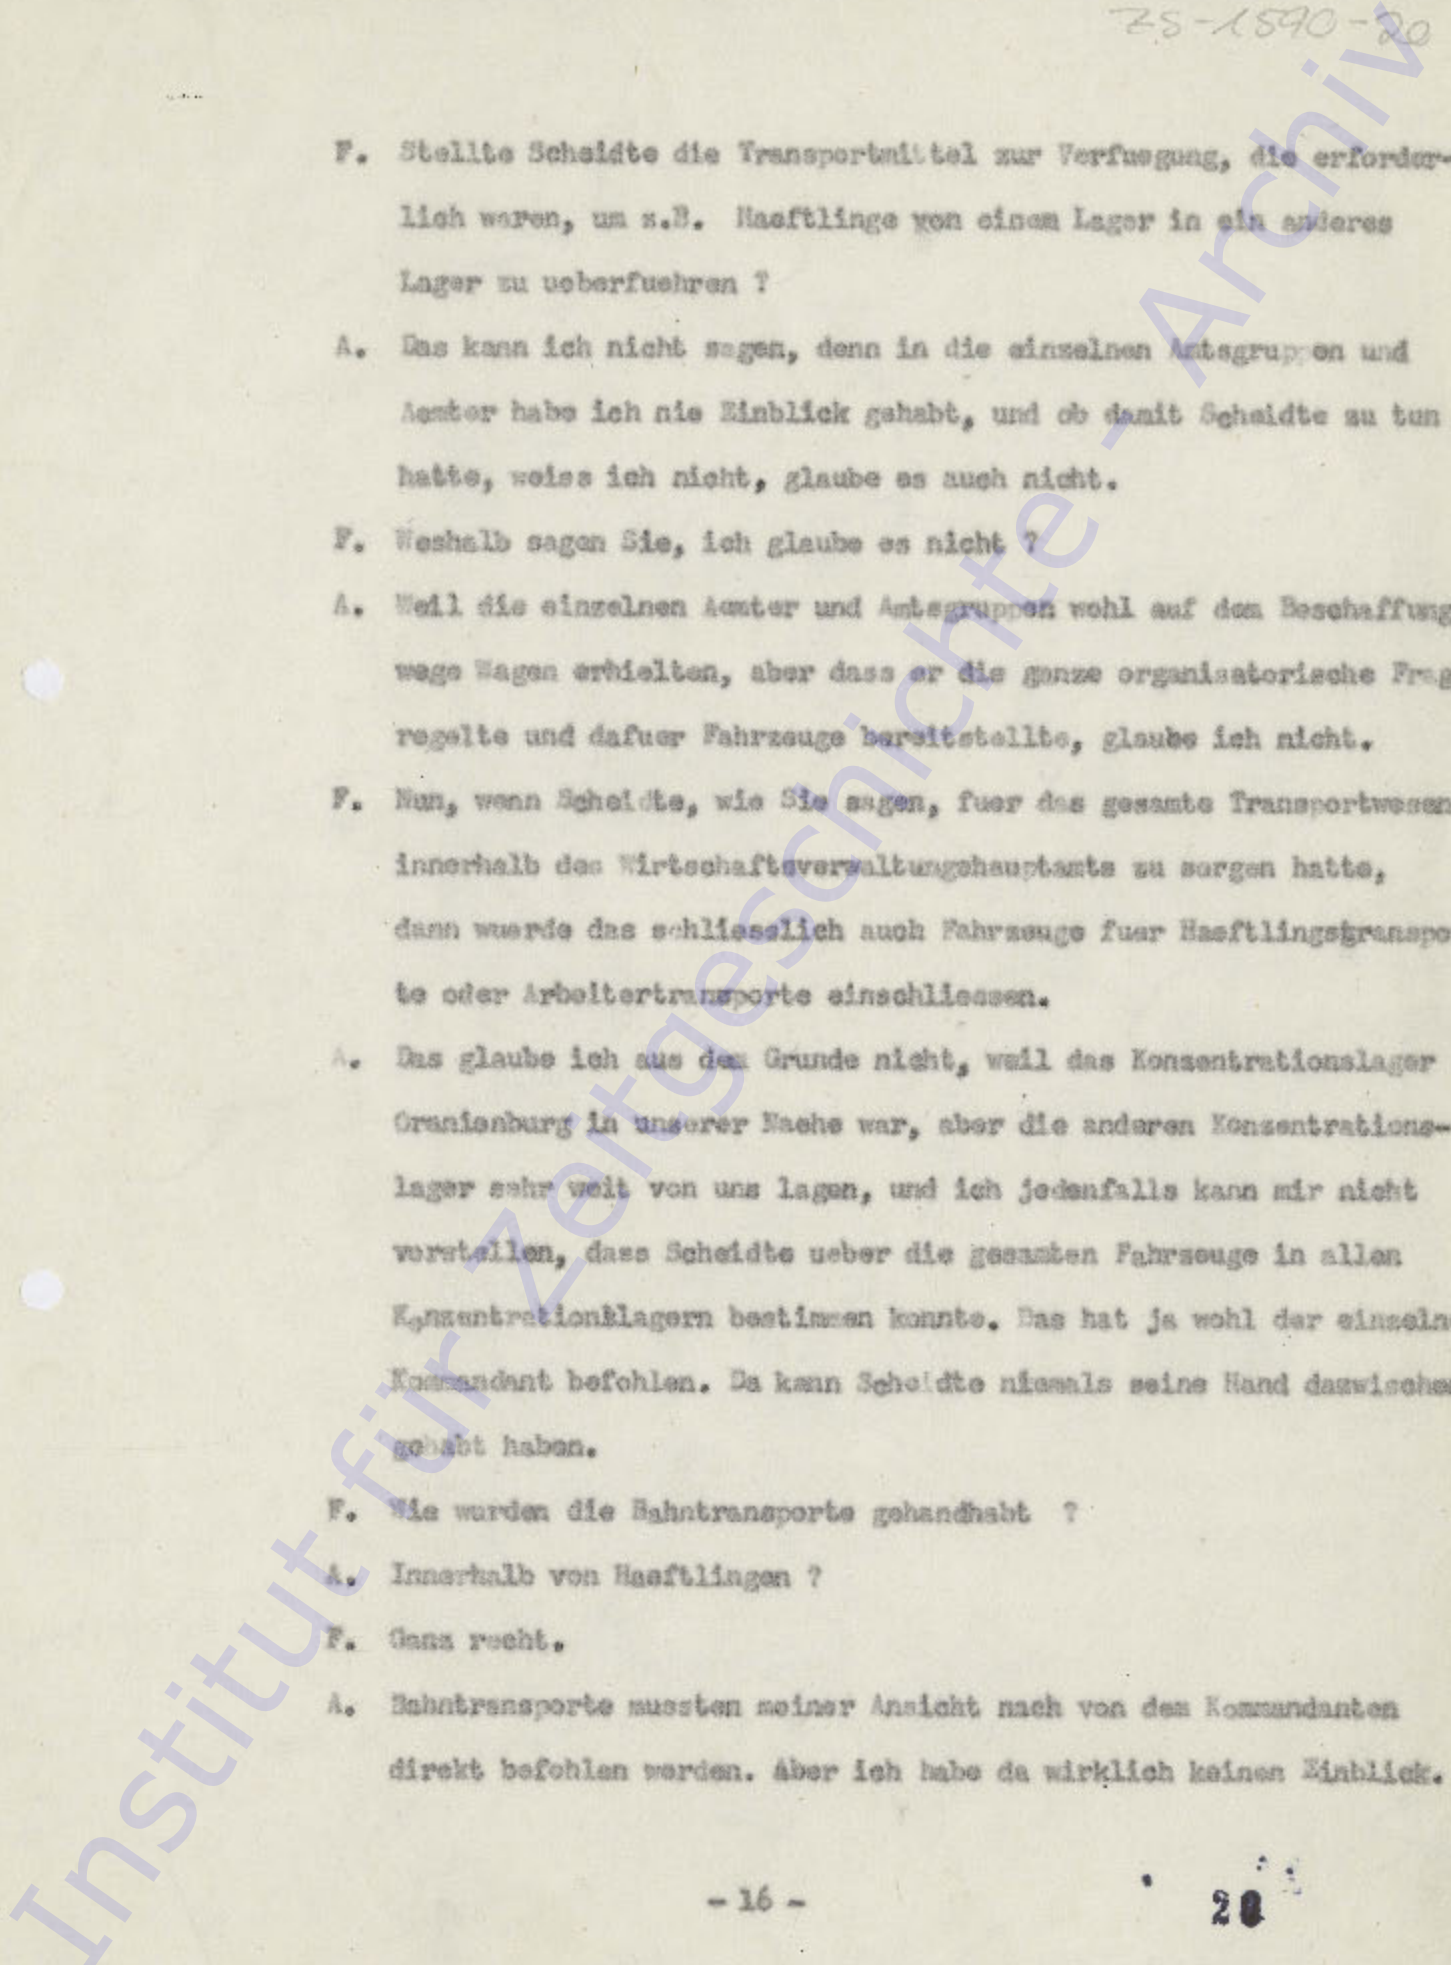 ZS-1590-20
F. Stellte Scheidte die Transportmittel zur Verfuegung, die erforder-
lich waren, um z.B. Haeftlinge von einem Lager in ein anderes
Lager zu ueberfuehren ?
A. Das kann ich nicht sagen, denn in die einzelnen Amtsgruppen und
Aemter habe ich nie Einblick gehabt, und ob damit Scheidte zu tun
hatte, weiss ich nicht, glaube es auch nicht.
F. Weshalb sagen Sie, ich glaube es nicht ?
A. Weil die einzelnen Aemter und Amtsgruppen wohl auf dem Beschaffung
wege Wagen erhielten, aber dass er die ganze organisatorische Frag
regelte und dafuer Fahrzeuge bereitstellte, glaube ich nicht.
F. Nun, wenn Scheidte, wie Sie sagen, fuer das gesamte Transportwesen
innerhalb des Wirtschaftsverwaltungshauptamts zu sorgen hatte,
dann wuerde das schliesslich auch Fahrzeuge fuer Haeftlingstranspo
te oder Arbeitertransporte einschliessen.
A. Das glaube ich aus dem Grunde nicht, weil das Konzentrationslager
Oranienburg in unserer Naehe war, aber die anderen Konzentrations-
lager sehr weit von uns lagen, und ich jedenfalls kann mir nicht
vorstellen, dass Scheidte ueber die gesamten Fahrzeuge in allen
Konzentrationslagern bestimmen konnte. Das hat ja wohl der einzeln
Kommandant befohlen. Da kann Scheidte niemals seine Hand dazwischen
gehabt haben.
F. Wie wurden die Bahntransporte gehandhabt ?
A. Innerhalb von Haeftlingen ?
F. Ganz recht.
A. Bahntransporte mussten meiner Ansicht nach von dem Kommandanten
direkt befohlen werden. Aber ich habe da wirklich keinen Einblick.
- 16 -
20
Institut für Zeitgeschichte - Archiv